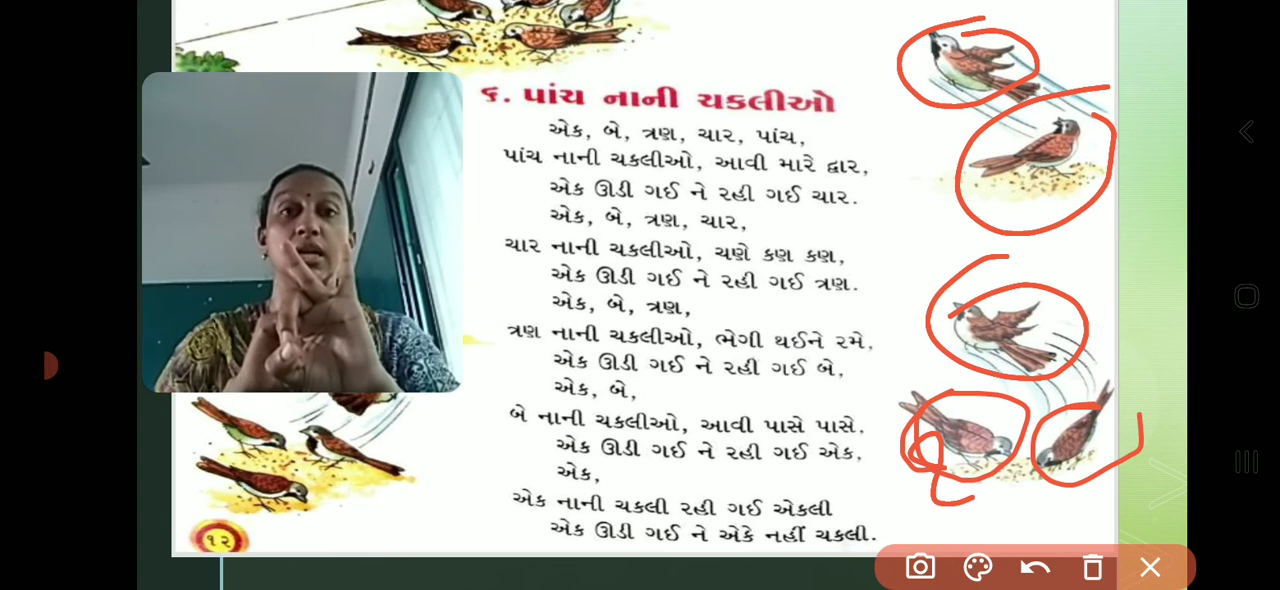 ૬. પાંચ નાની ચકલીઓ
એક, બે, ત્રણ, ચાર, પાંચ,
પાંચ નાની ચકલીઓ, આવી મારે દ્વાર,
એક ઊડી ગઈ ને રહી ગઈ ચાર.
એક, બે, ત્રણ, ચાર,
ચાર નાની ચકલીઓ, ચણે કણ કણ,
એક ઊડી ગઈ ને રહી ગઈ ત્રણ.
એક, બે, ત્રણ,
ત્રણ નાની ચકલીઓ, ભેગી થઈને રમે,
એક ઊડી ગઈ ને રહી ગઈ બે,
એક, બે,
બે નાની ચકલીઓ, આવી પાસે પાસે.
એક ઊડી ગઈ ને રહી ગઈ એક,
એક,
એક નાની ચકલી રહી ગઈ એકલી
એક ઊડી ગઈ ને એકે નહીં ચકલી.
૧૨